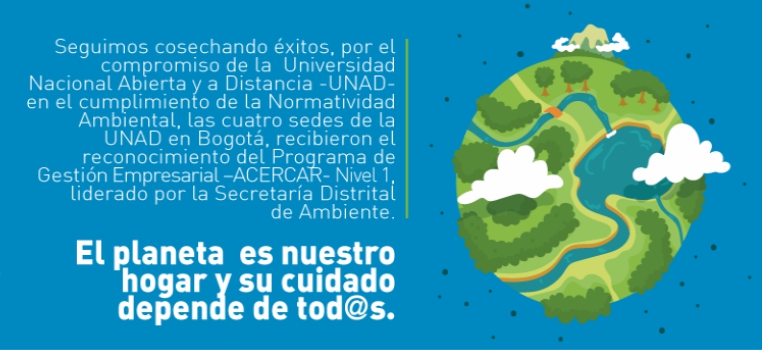 Seguimos cosechando éxitos, por el
compromiso de la Universidad
Nacional Abierta y a Distancia -UNAD-
en el cumplimiento de la Normatividad
Ambiental, las cuatro sedes de la
UNAD en Bogotá, recibieron el
reconocimiento del Programa de
Gestión Empresarial –ACERCAR- Nivel 1,
liderado por la Secretaría Distrital
de Ambiente.
El planeta es nuestro
hogar y su cuidado
depende de tod@s.